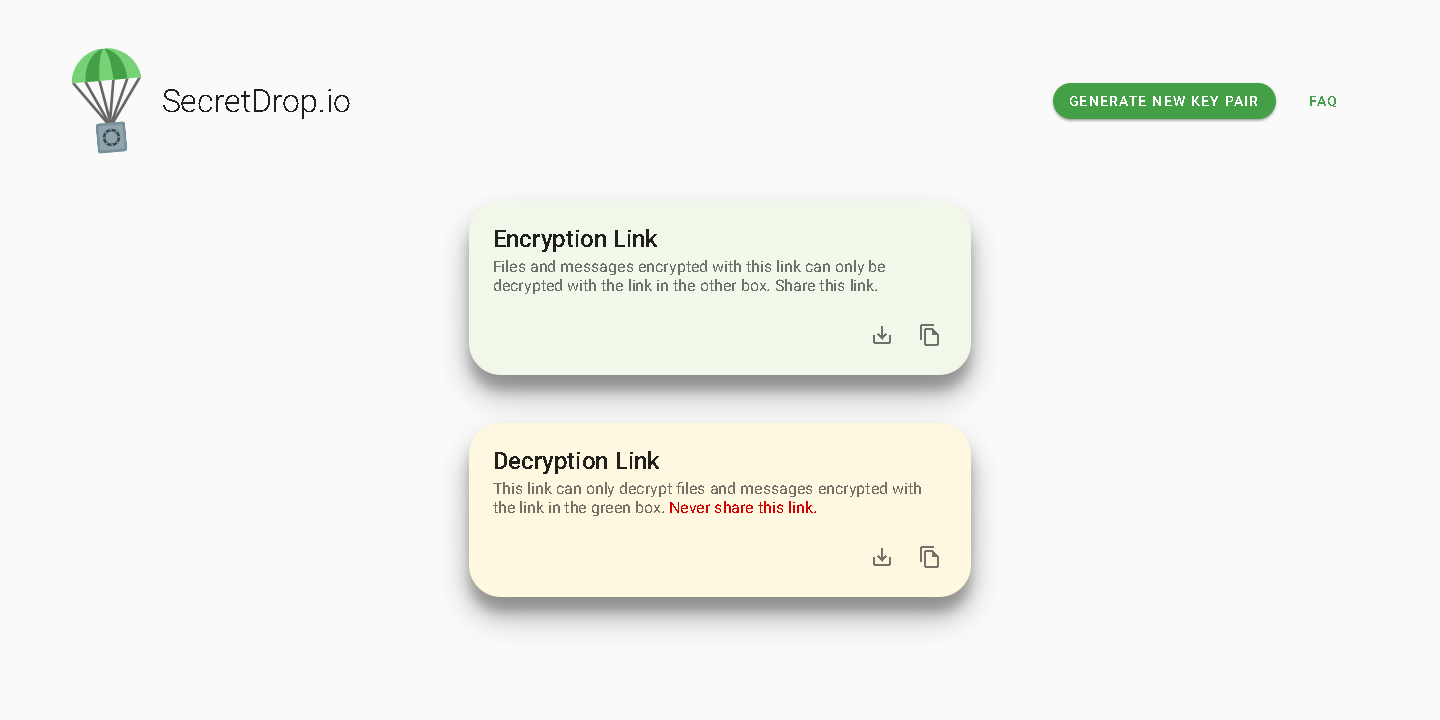 SecretDrop.io
GENERATE NEW KEY PAIR
FAQ
Encryption Link
Files and messages encrypted with this link can only be
decrypted with the link in the other box. Share this link.
Decryption Link
This link can only decrypt files and messages encrypted with
the link in the green box. Never share this link.